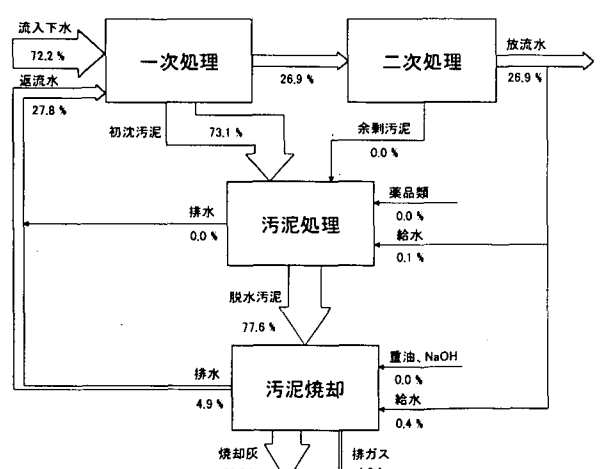 流入下水
72.2 %
返流水
27.8 %
一次処理
26.9 %
二次処理
放流水
26.9 %
初沈汚泥
73.1 %
余剰汚泥
0.0 %
汚泥処理
薬品類
0.0 %
給水
0.1 %
排水
0.0 %
脱水汚泥
77.6 %
汚泥焼却
重油、NaOH
0.0 %
給水
0.4 %
排水
4.9 %
焼却灰
排ガス